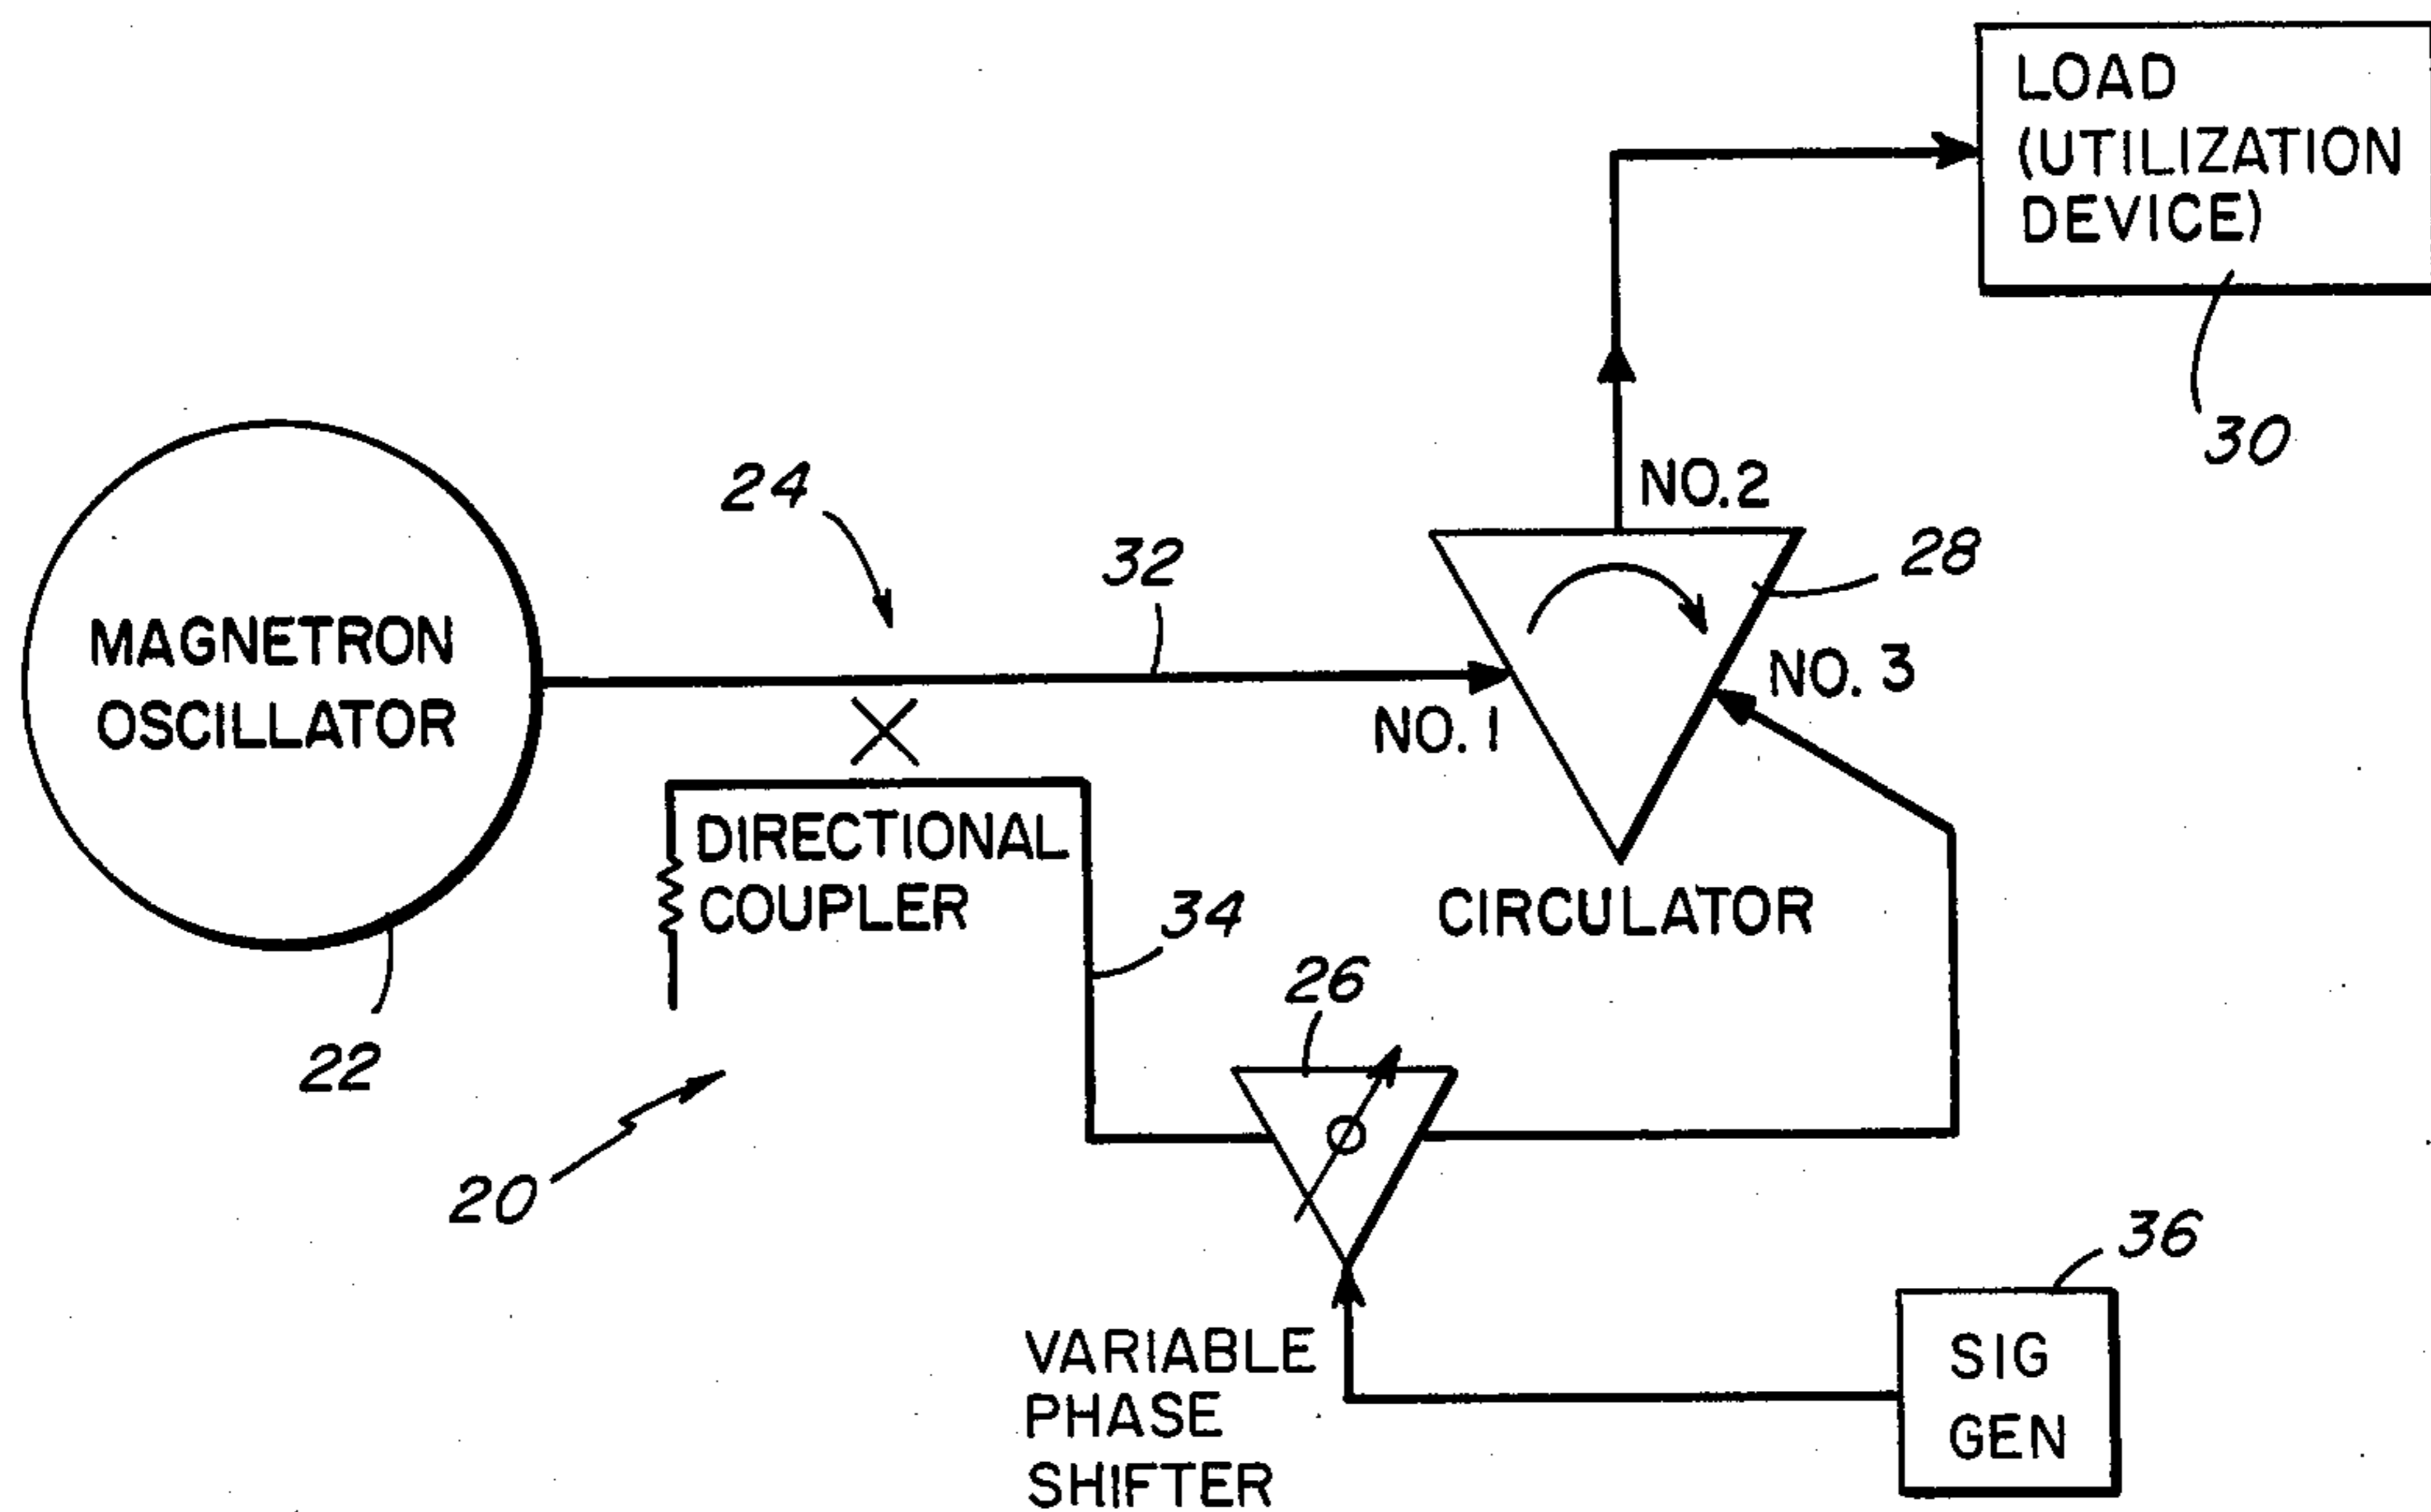 LOAD
(UTILIZATION
DEVICE)
30
NO.2
24
32
28
MAGNETRON
OSCILLATOR
NO. 3
NO. 1
DIRECTIONAL
COUPLER
34
CIRCULATOR
26
22
20
Ø
36
VARIABLE
PHASE
SHIFTER
SIG
GEN